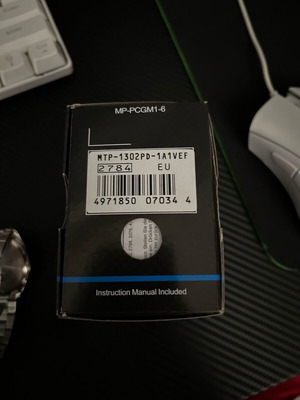 MP-PCGM1-6
MTP-1302PD-1A1VEF
2784 EU
4971850 07034 4
Instruction Manual Included